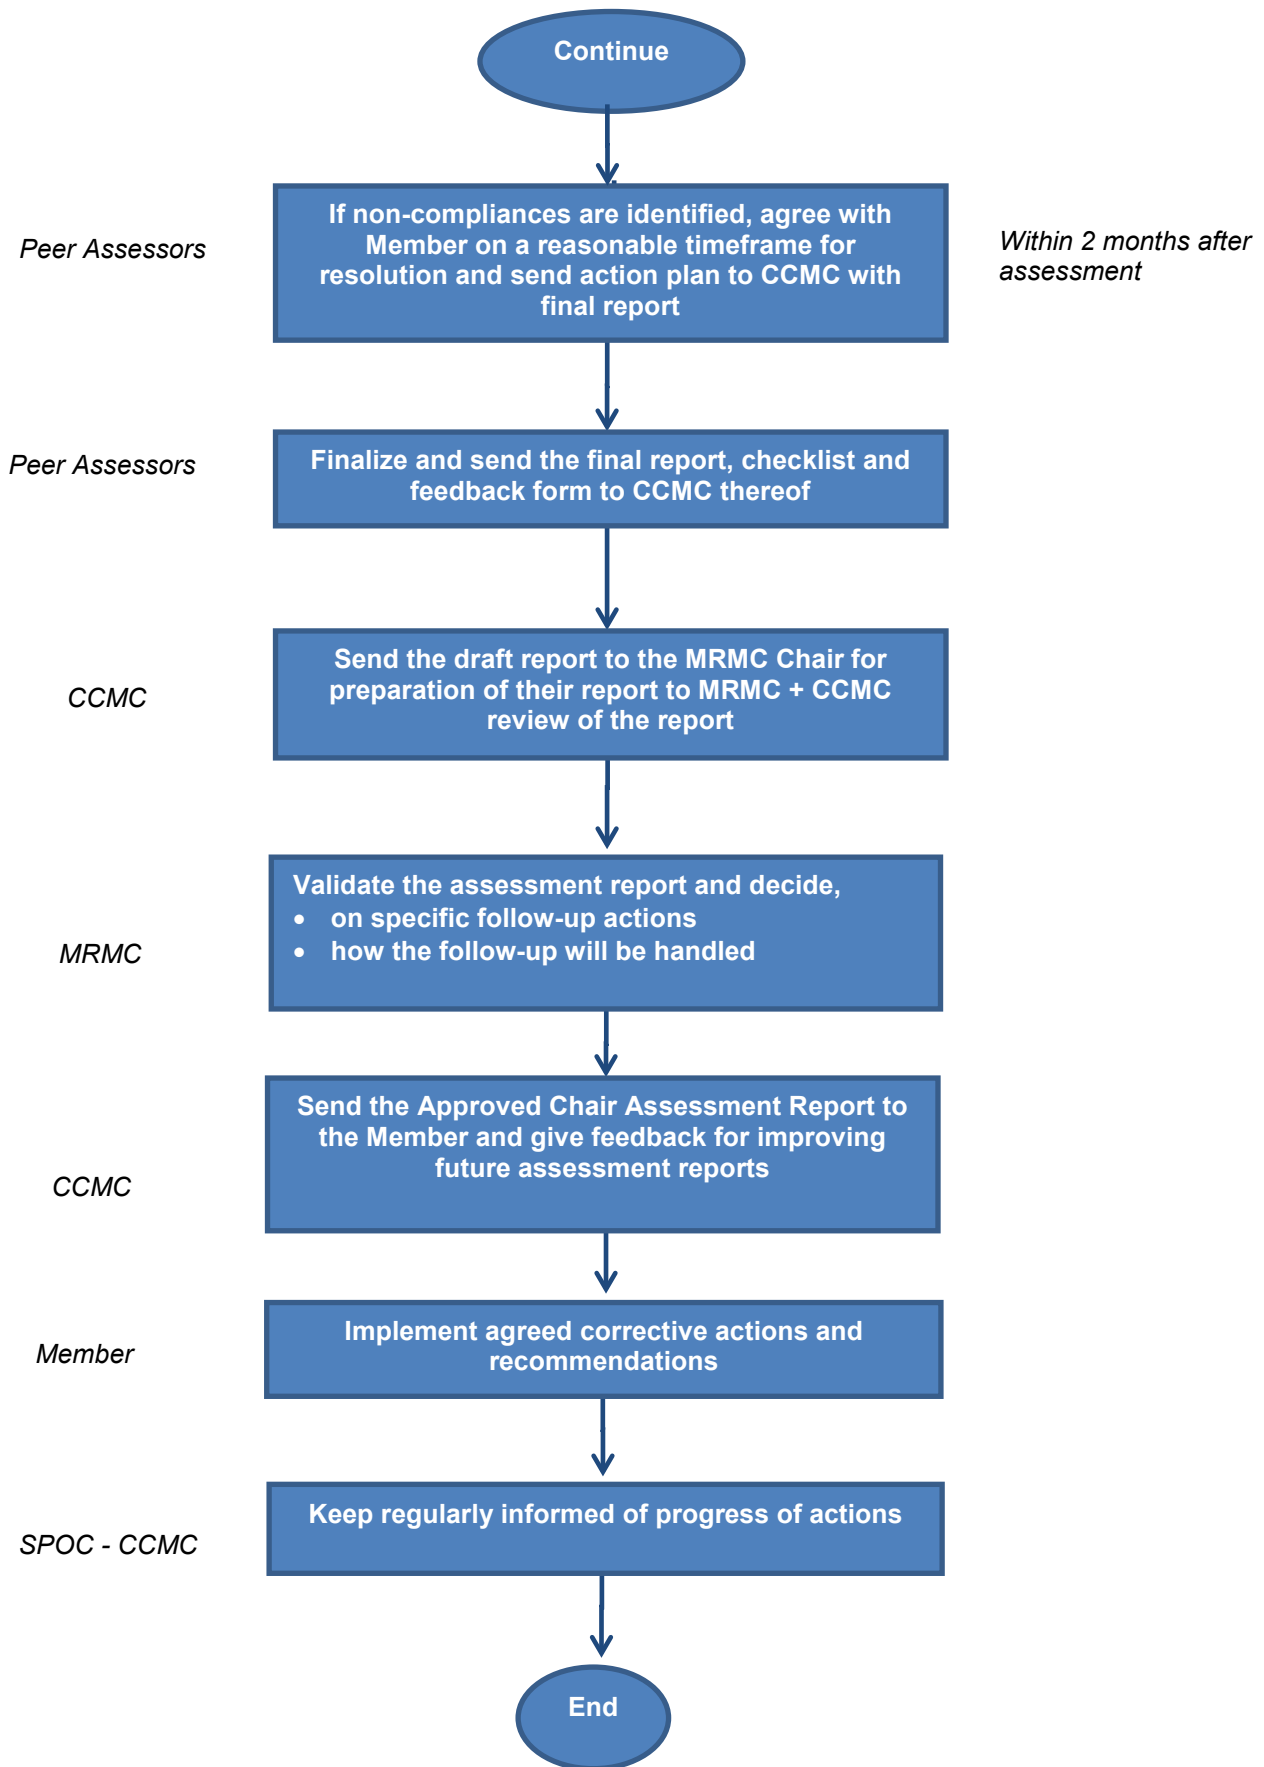 Continue
Peer Assessors
If non-compliances are identified, agree with
Member on a reasonable timeframe for
resolution and send action plan to CCMC with
final report
Within 2 months after
assessment
Peer Assessors
Finalize and send the final report, checklist and
feedback form to CCMC thereof
CCMC
Send the draft report to the MRMC Chair for
preparation of their report to MRMC + CCMC
review of the report
MRMC
Validate the assessment report and decide,
• on specific follow-up actions
• how the follow-up will be handled
CCMC
Send the Approved Chair Assessment Report to
the Member and give feedback for improving
future assessment reports
Member
Implement agreed corrective actions and
recommendations
SPOC - CCMC
Keep regularly informed of progress of actions
End